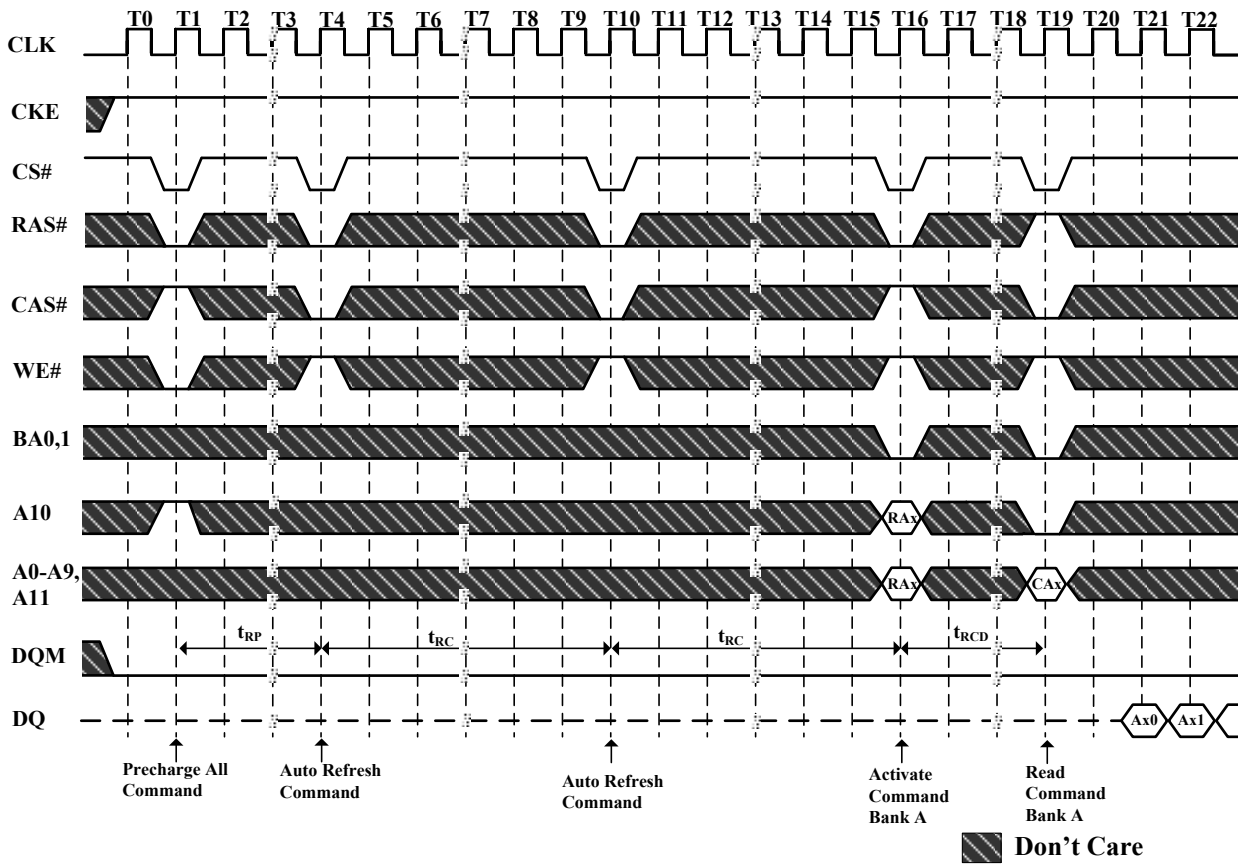 T0 T1 T2 T3 T4 T5 T6 T7 T8 T9 T10 T11 T12 T13 T14 T15 T16 T17 T18 T19 T20 T21 T22
CLK
CKE
CS#
RAS#
CAS#
WE#
BA0,1
A10
RAx
A0-A9,
A11
RAx
CAx
tRP
tRC
tRC
tRCD
DQM
DQ
Ax0
Ax1
Precharge All
Command
Auto Refresh
Command
Auto Refresh
Command
Activate
Command
Bank A
Read
Command
Bank A
Don't Care